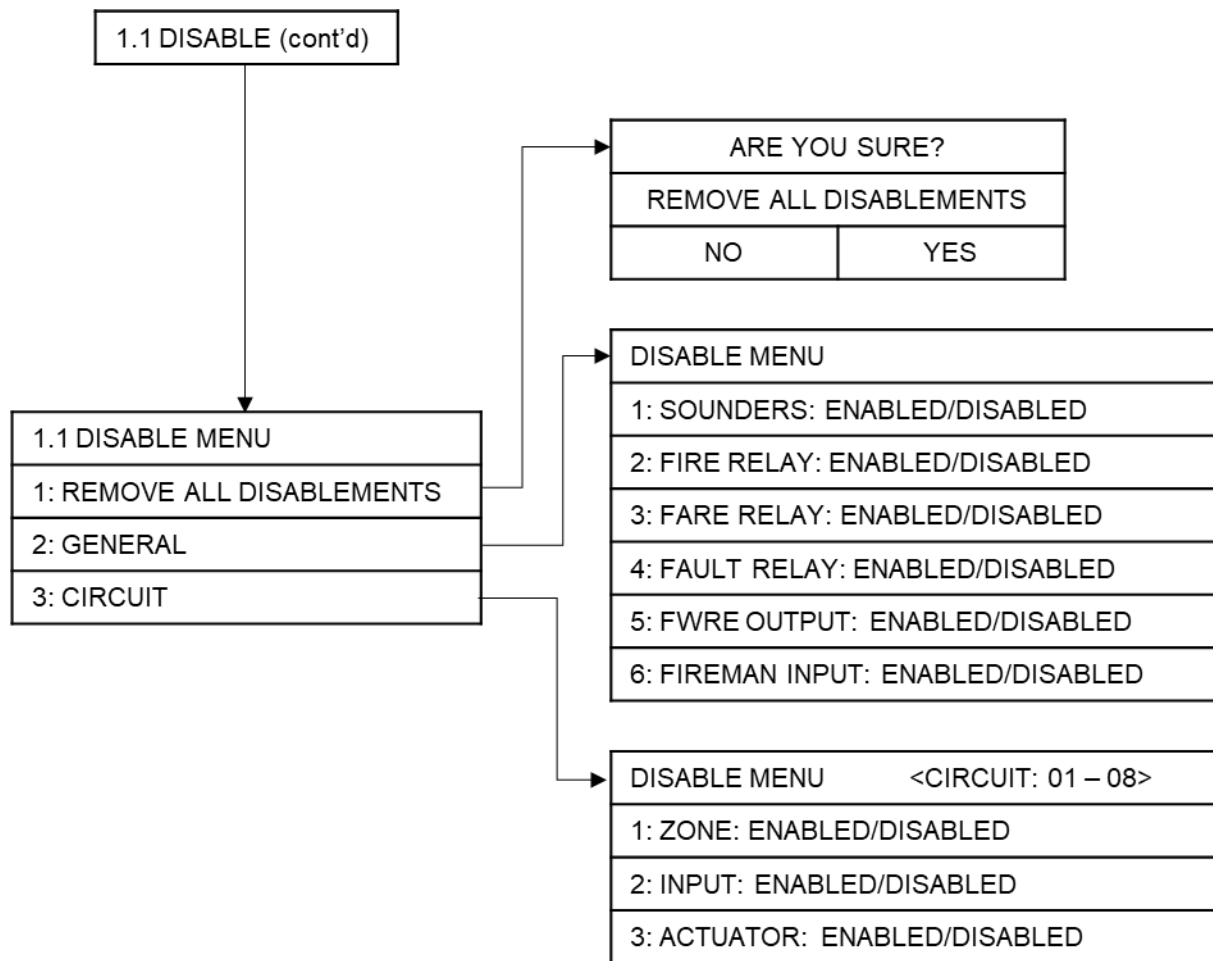 1.1 DISABLE (cont’d)
ARE YOU SURE?
REMOVE ALL DISABLEMENTS
NO YES
1.1 DISABLE MENU
1: REMOVE ALL DISABLEMENTS
2: GENERAL
3: CIRCUIT
DISABLE MENU
1: SOUNDERS: ENABLED/DISABLED
2: FIRE RELAY: ENABLED/DISABLED
3: FARE RELAY: ENABLED/DISABLED
4: FAULT RELAY: ENABLED/DISABLED
5: FWRE OUTPUT: ENABLED/DISABLED
6: FIREMAN INPUT: ENABLED/DISABLED
DISABLE MENU <CIRCUIT: 01 – 08>
1: ZONE: ENABLED/DISABLED
2: INPUT: ENABLED/DISABLED
3: ACTUATOR: ENABLED/DISABLED